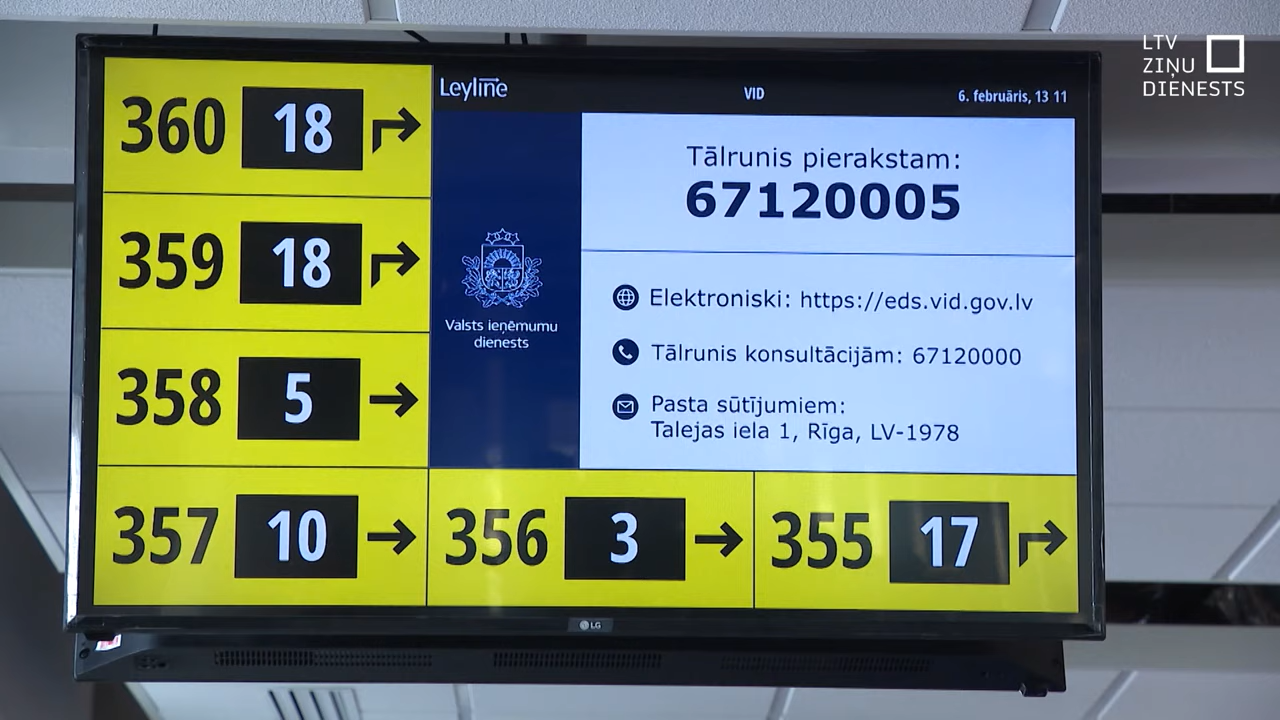 LTV
ZIŅU
DIENESTS
Leyline
VID
6. februāris, 13 11
360 18
359 18
358 5
357 10
356 3
355 17
Valsts ieņēmumu
dienests
Tālrunis pierakstam:
67120005
Elektroniski: https://eds.vid.gov.lv
Tālrunis konsultācijām: 67120000
Pasta sūtījumiem:
Talejas iela 1, Rīga, LV-1978
LG